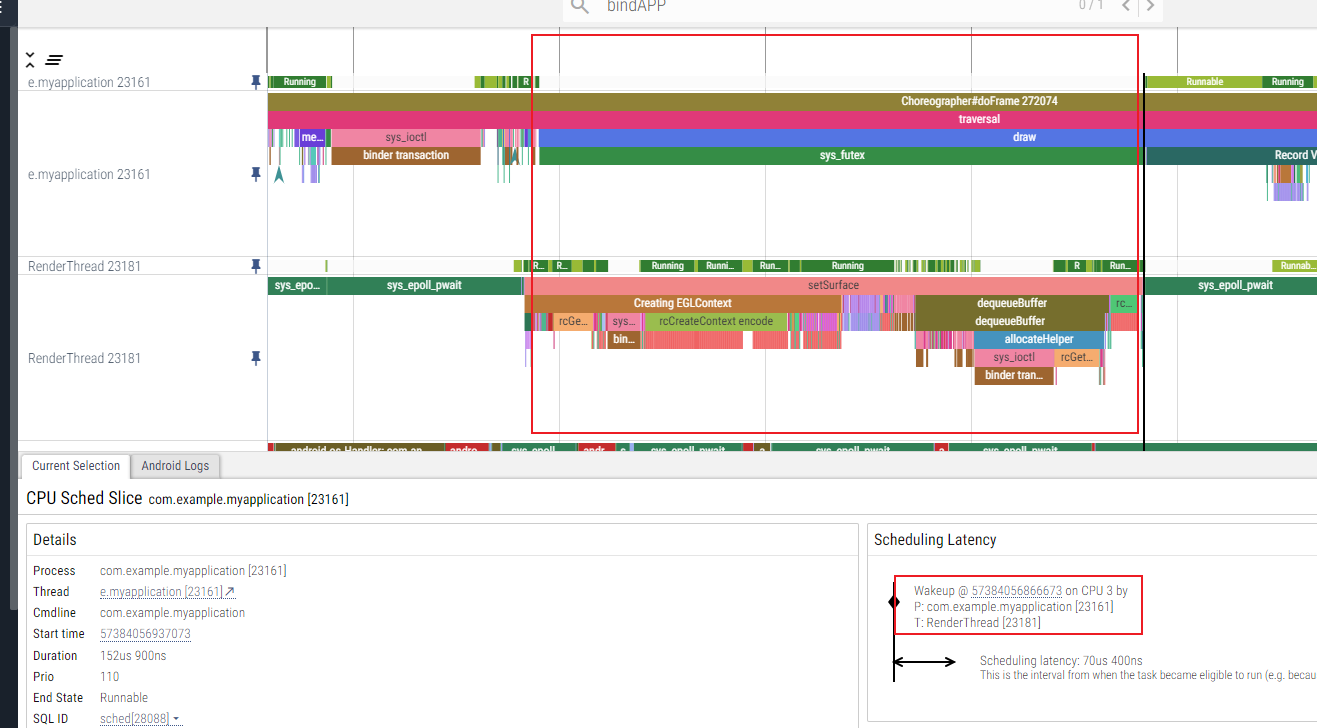 bindAPP
0 / 1
e.myapplication 23161
Running
R
Runnable
Running
Choreographer#doFrame 272074
traversal
me...
sys_ioctl
draw
binder transaction
sys_futex
Record V
e.myapplication 23161
RenderThread 23181
R...
R...
Running
Runni...
Run...
Running
R
Run...
Runnab...
sys_epo...
sys_epoll_pwait
setSurface
sys_epoll_pwait
Creating EGLContext
dequeueBuffer
rc...
rcGe...
sys...
rcCreateContext encode
dequeueBuffer
bin...
allocateHelper
RenderThread 23181
sys_ioctl
rcGet...
binder tran...
Current Selection
Android Logs
CPU Sched Slice com.example.myapplication [23161]
Details
Scheduling Latency
Process com.example.myapplication [23161]
Thread e.myapplication [23161]
Cmdline com.example.myapplication
Start time 57384056937073
Duration 152us 900ns
Prio 110
End State Runnable
SQL ID sched[28088]
Wakeup @ 57384056866673 on CPU 3 by
P: com.example.myapplication [23161]
T: RenderThread [23181]
Scheduling latency: 70us 400ns
This is the interval from when the task became eligible to run (e.g. becau